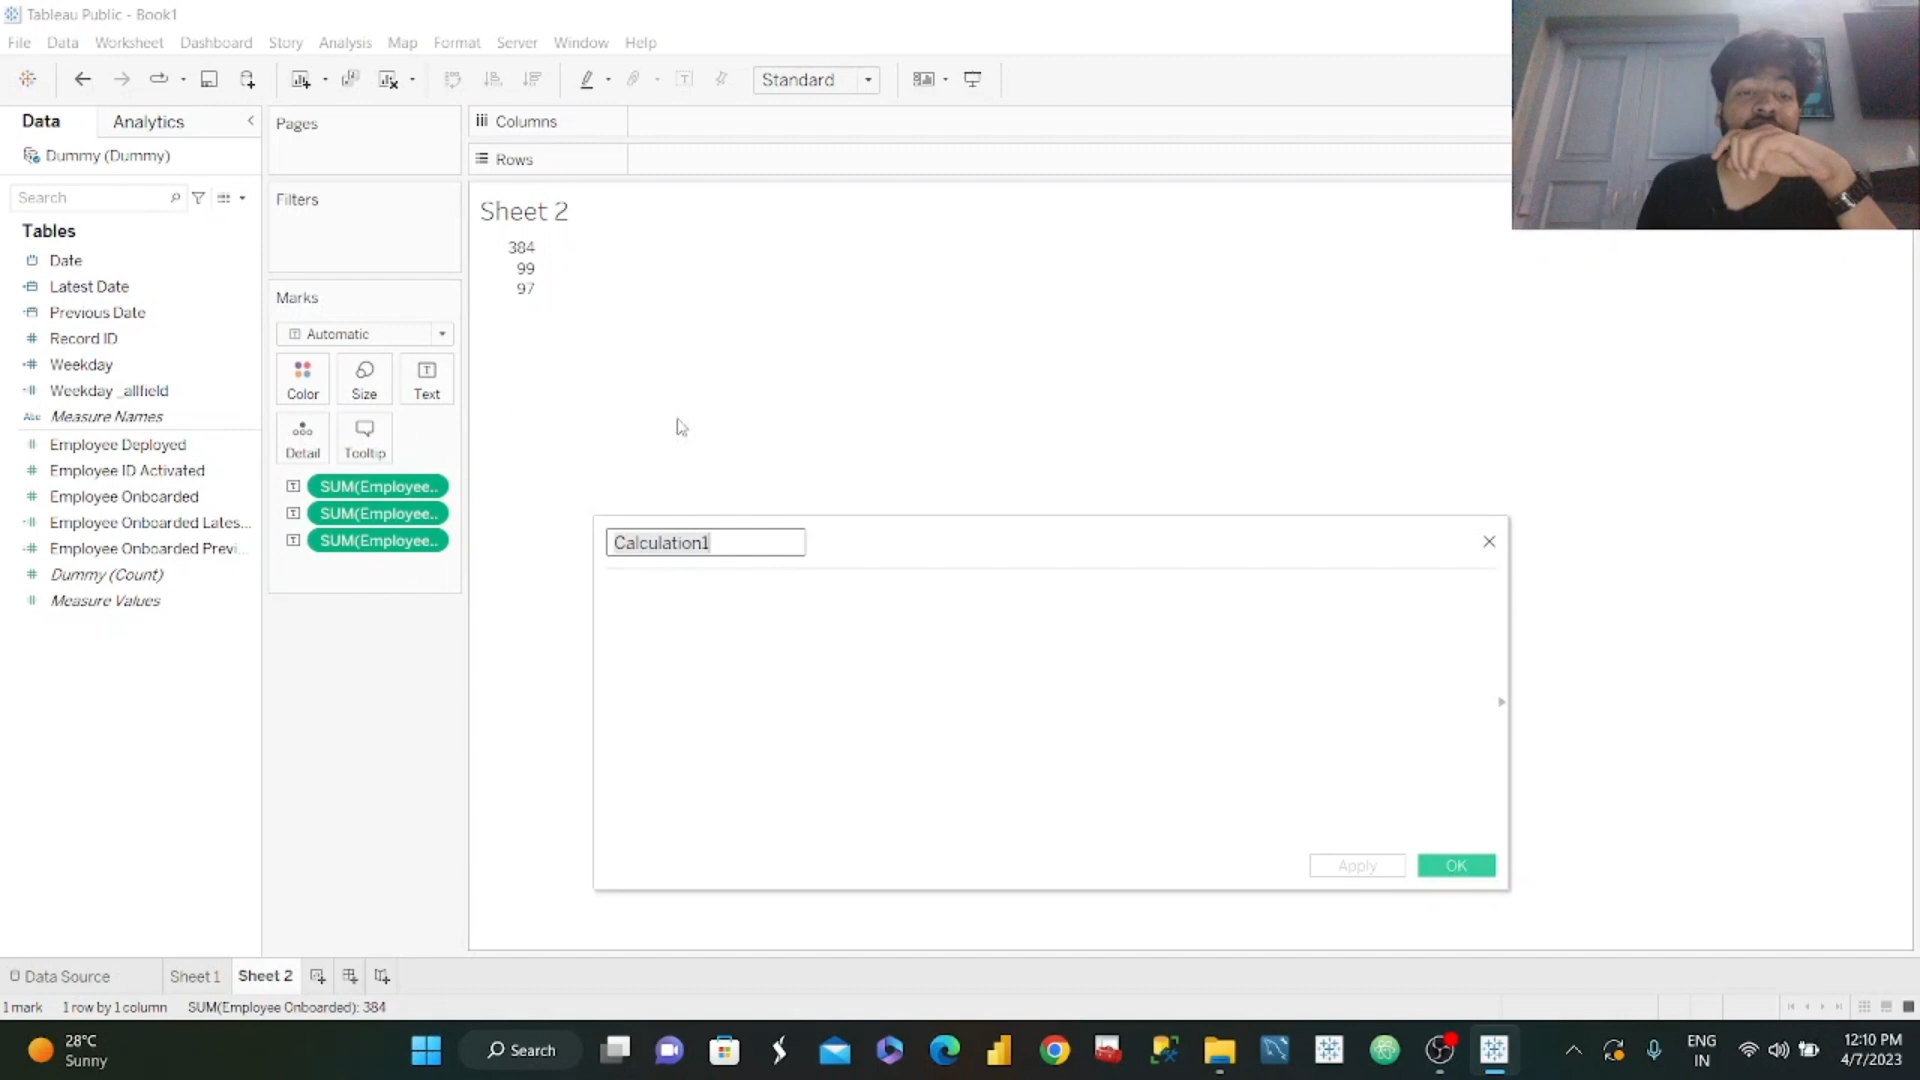 Tableau Public - Book1
File Data Worksheet Dashboard Story Analysis Map Format Server Window Help
Standard
Data Analytics
Dummy (Dummy)
Search
Tables
Date
Latest Date
Previous Date
Record ID
Weekday
Weekday _allfield
Abc Measure Names
Employee Deployed
Employee ID Activated
Employee Onboarded
Employee Onboarded Lates...
Employee Onboarded Previ...
Dummy (Count)
Measure Values
Pages
Filters
Marks
Automatic
Color Size Text
Detail Tooltip
SUM(Employee..
SUM(Employee..
SUM(Employee..
Columns
Rows
Sheet 2
384
99
97
Calculation1
Apply OK
Data Source Sheet 1 Sheet 2
1 mark 1 row by 1 column SUM(Employee Onboarded): 384
28°C
Sunny
Search
ENG
IN
12:10 PM
4/7/2023